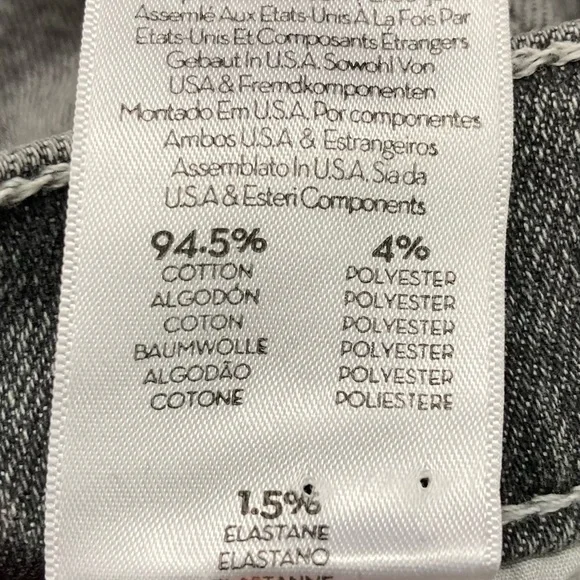 Assemlé Aux Etats-Unis À La Fois Par
Etats-Unis Et Composants Etrangers
Gebaut In U.S.A. Sowohl Von
USA & Fremdkomponenten
Montado Em U.S.A. Por componentes
Ambos U.S.A & Estrangeiros
Assemblato In U.S.A. Sia da
U.S.A & Esteri Components
94.5%
COTTON
ALGODÓN
COTON
BAUMWOLLE
ALGODÃO
COTONE
4%
POLYESTER
POLYESTER
POLYESTER
POLYESTER
POLYESTER
POLIESTERE
1.5%
ELASTANE
ELASTANO